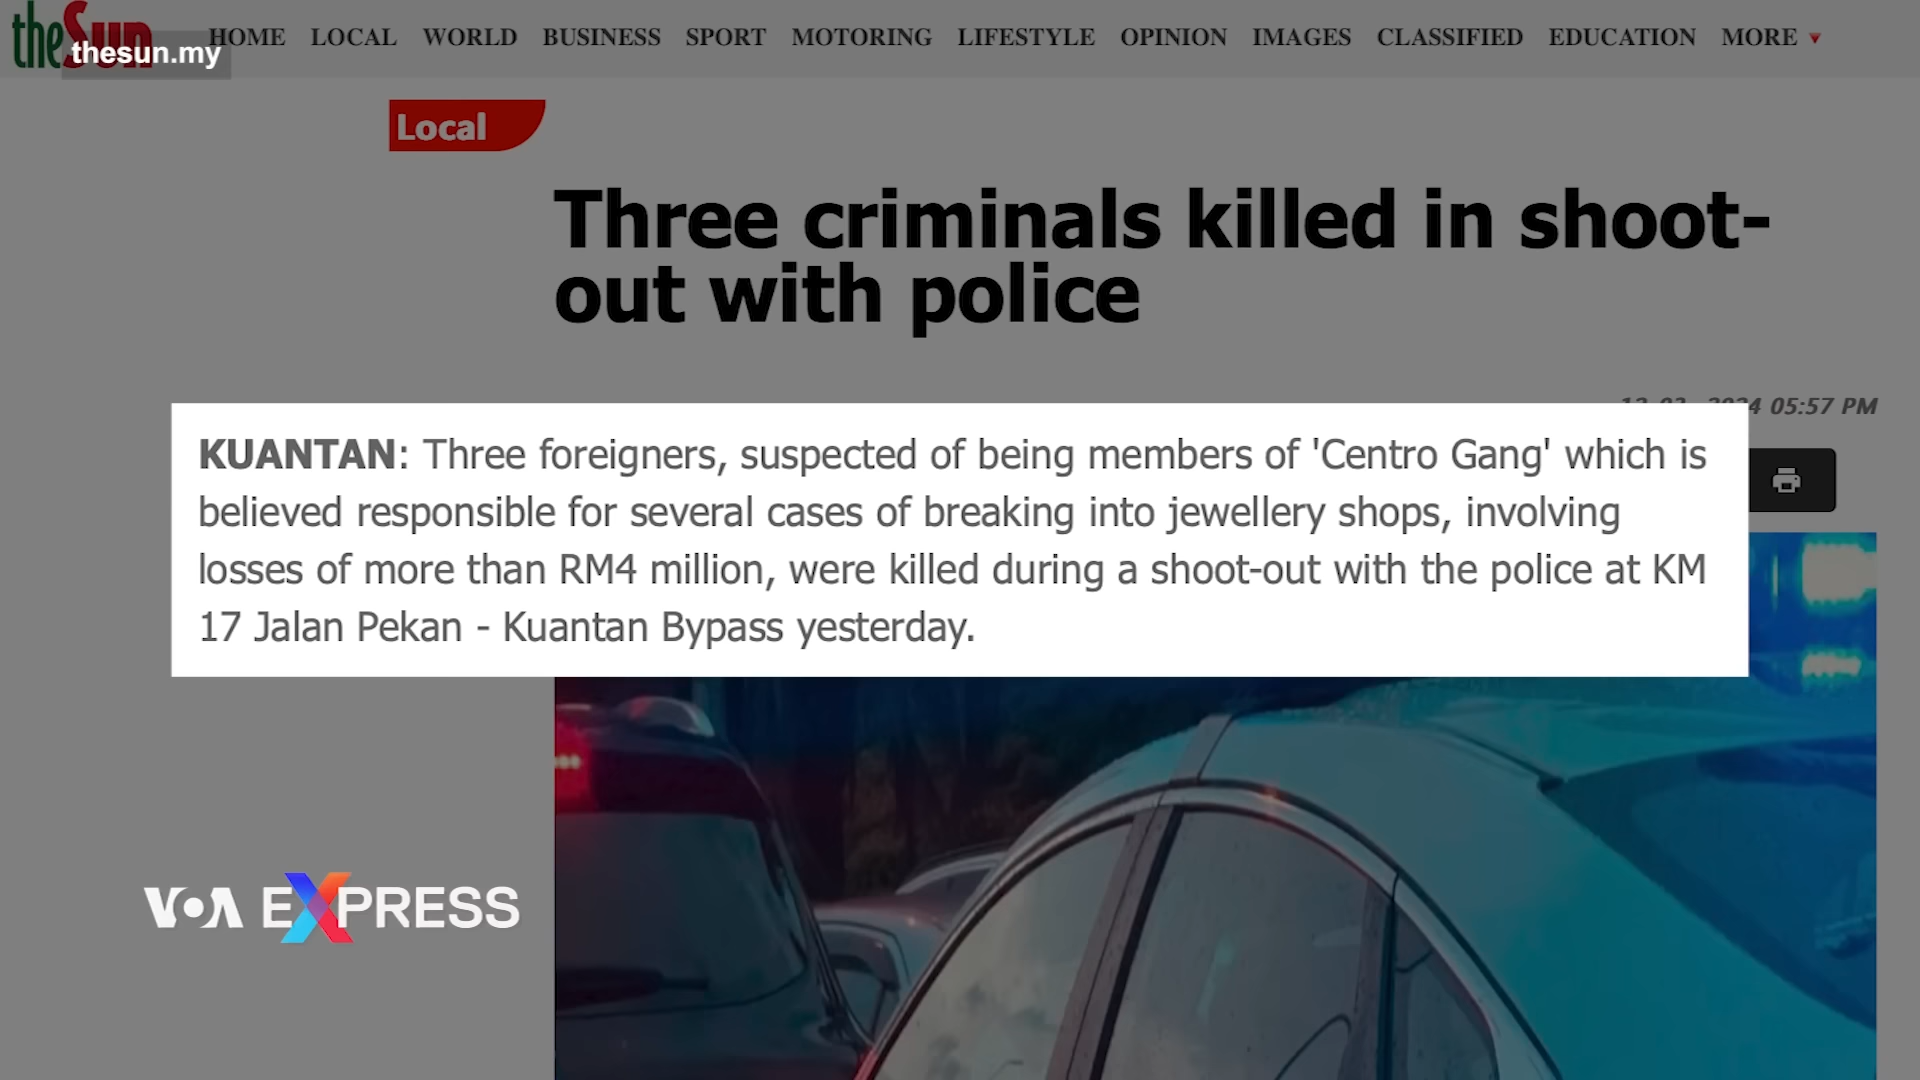 theSun
thesun.my
HOME LOCAL WORLD BUSINESS SPORT MOTORING LIFESTYLE OPINION IMAGES CLASSIFIED EDUCATION MORE
Local
Three criminals killed in shoot-
out with police
05:57 PM
KUANTAN: Three foreigners, suspected of being members of 'Centro Gang' which is
believed responsible for several cases of breaking into jewellery shops, involving
losses of more than RM4 million, were killed during a shoot-out with the police at KM
17 Jalan Pekan - Kuantan Bypass yesterday.
VOA EXPRESS